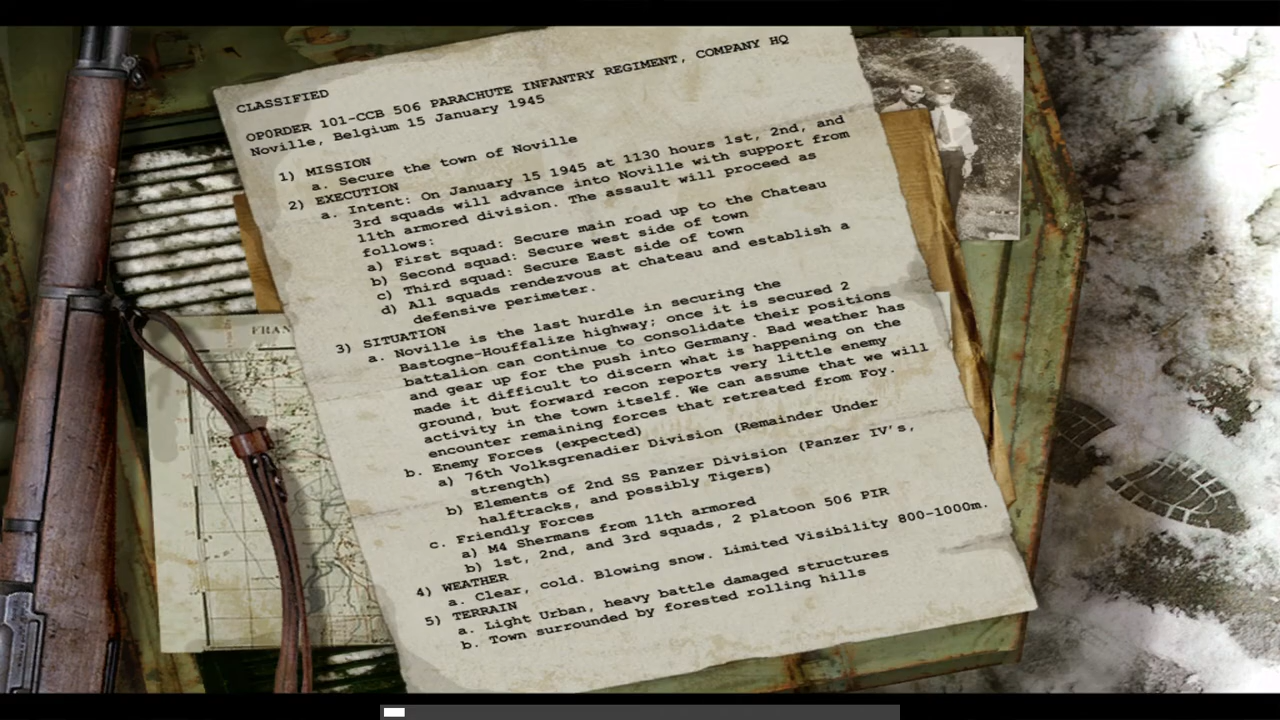 CLASSIFIED
OPORDER 101-CCB 506 PARACHUTE INFANTRY REGIMENT, COMPANY HQ
Noville, Belgium 15 January 1945
1) MISSION
a. Secure the town of Noville
2) EXECUTION
a. Intent: On January 15 1945 at 1130 hours 1st, 2nd, and
3rd squads will advance into Noville with support from
11th armored division. The assault will proceed as
follows:
a) First squad: Secure main road up to the Chateau
b) Second squad: Secure west side of town
c) Third squad: Secure East side of town
d) All squads rendezvous at chateau and establish a
defensive perimeter.
3) SITUATION
a. Noville is the last hurdle in securing the
Bastogne-Houffalize highway; once it is secured 2
battalion can continue to consolidate their positions
and gear up for the push into Germany. Bad weather has
made it difficult to discern what is happening on the
ground, but forward recon reports very little enemy
activity in the town itself. We can assume that we will
encounter remaining forces that retreated from Foy.
b. Enemy Forces (expected)
a) 76th Volksgrenadier Division (Remainder Under
strength)
b) Elements of 2nd SS Panzer Division (Panzer IV's,
halftracks, and possibly Tigers)
c. Friendly Forces
a) M4 Shermans from 11th armored
b) 1st, 2nd, and 3rd squads, 2 platoon 506 PIR
4) WEATHER
a. Clear, cold. Blowing snow. Limited Visibility 800-1000m.
5) TERRAIN
a. Light Urban, heavy battle damaged structures
b. Town surrounded by forested rolling hills
FRAN